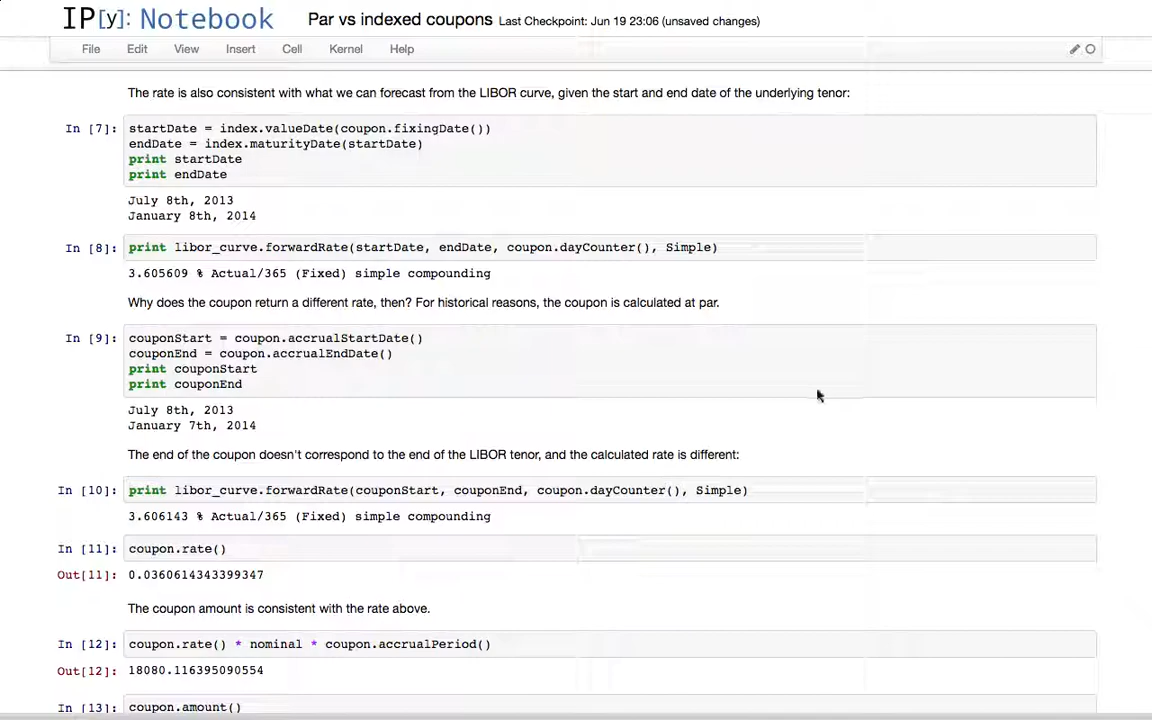 IP[y]: Notebook Par vs indexed coupons Last Checkpoint: Jun 19 23:06 (unsaved changes)
File Edit View Insert Cell Kernel Help
The rate is also consistent with what we can forecast from the LIBOR curve, given the start and end date of the underlying tenor:
In [7]: startDate = index.valueDate(coupon.fixingDate())
endDate = index.maturityDate(startDate)
print startDate
print endDate
July 8th, 2013
January 8th, 2014
In [8]: print libor_curve.forwardRate(startDate, endDate, coupon.dayCounter(), Simple)
3.605609 % Actual/365 (Fixed) simple compounding
Why does the coupon return a different rate, then? For historical reasons, the coupon is calculated at par.
In [9]: couponStart = coupon.accrualStartDate()
couponEnd = coupon.accrualEndDate()
print couponStart
print couponEnd
July 8th, 2013
January 7th, 2014
The end of the coupon doesn't correspond to the end of the LIBOR tenor, and the calculated rate is different:
In [10]: print libor_curve.forwardRate(couponStart, couponEnd, coupon.dayCounter(), Simple)
3.606143 % Actual/365 (Fixed) simple compounding
In [11]: coupon.rate()
Out[11]: 0.0360614343399347
The coupon amount is consistent with the rate above.
In [12]: coupon.rate() * nominal * coupon.accrualPeriod()
Out[12]: 18080.116395090554
In [13]: coupon.amount()